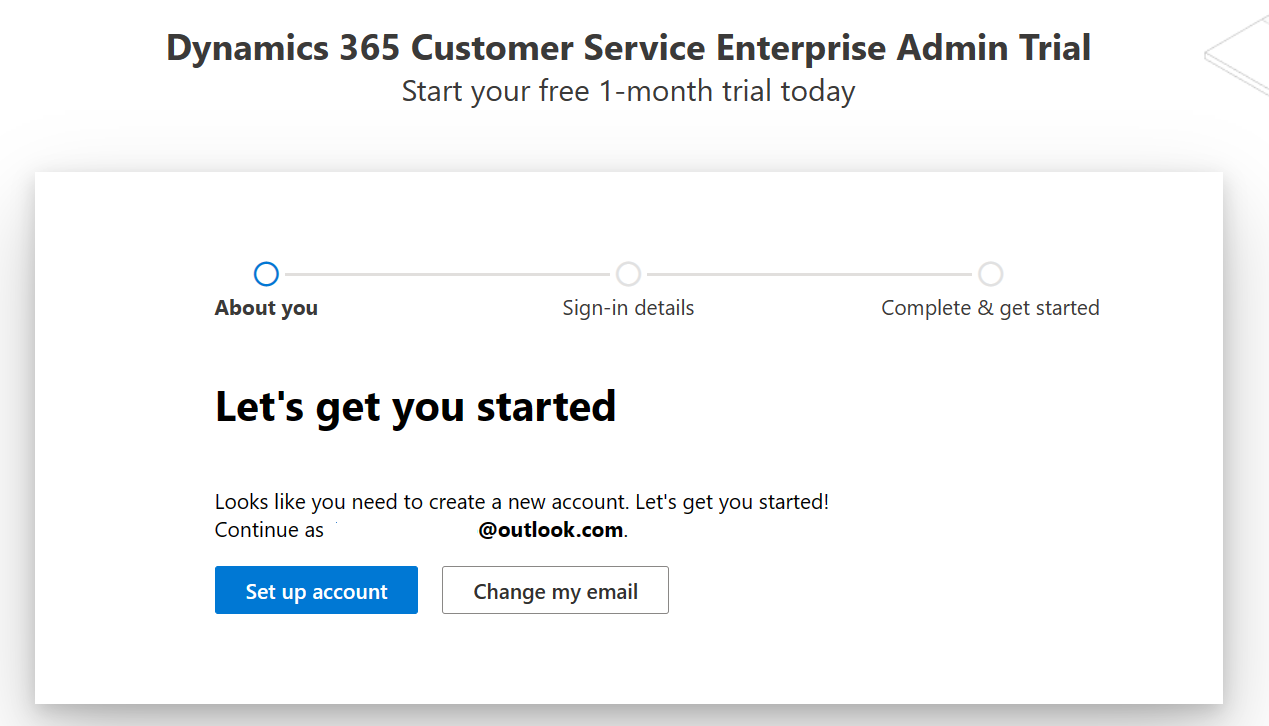 Dynamics 365 Customer Service Enterprise Admin Trial
Start your free 1-month trial today
About you
Sign-in details
Complete & get started
Let's get you started
Looks like you need to create a new account. Let's get you started!
Continue as @outlook.com.
Set up account
Change my email